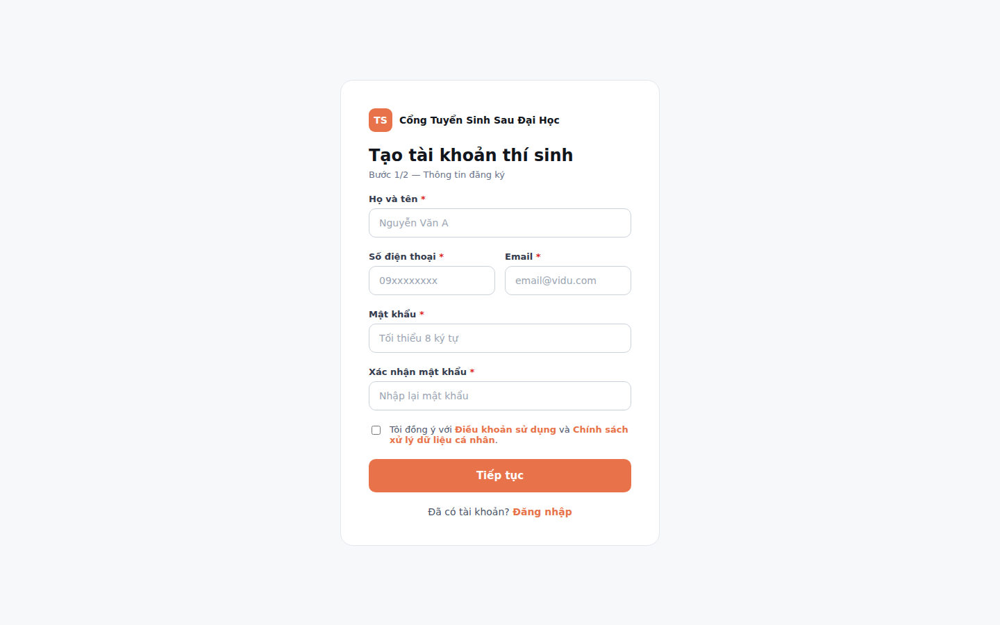 TS
Cổng Tuyển Sinh Sau Đại Học
Tạo tài khoản thí sinh
Bước 1/2 — Thông tin đăng ký
Họ và tên *
Nguyễn Văn A
Số điện thoại *
Email *
09xxxxxxxx
email@vidu.com
Mật khẩu *
Tối thiểu 8 ký tự
Xác nhận mật khẩu *
Nhập lại mật khẩu
Tôi đồng ý với Điều khoản sử dụng và Chính sách
xử lý dữ liệu cá nhân.
Tiếp tục
Đã có tài khoản? Đăng nhập